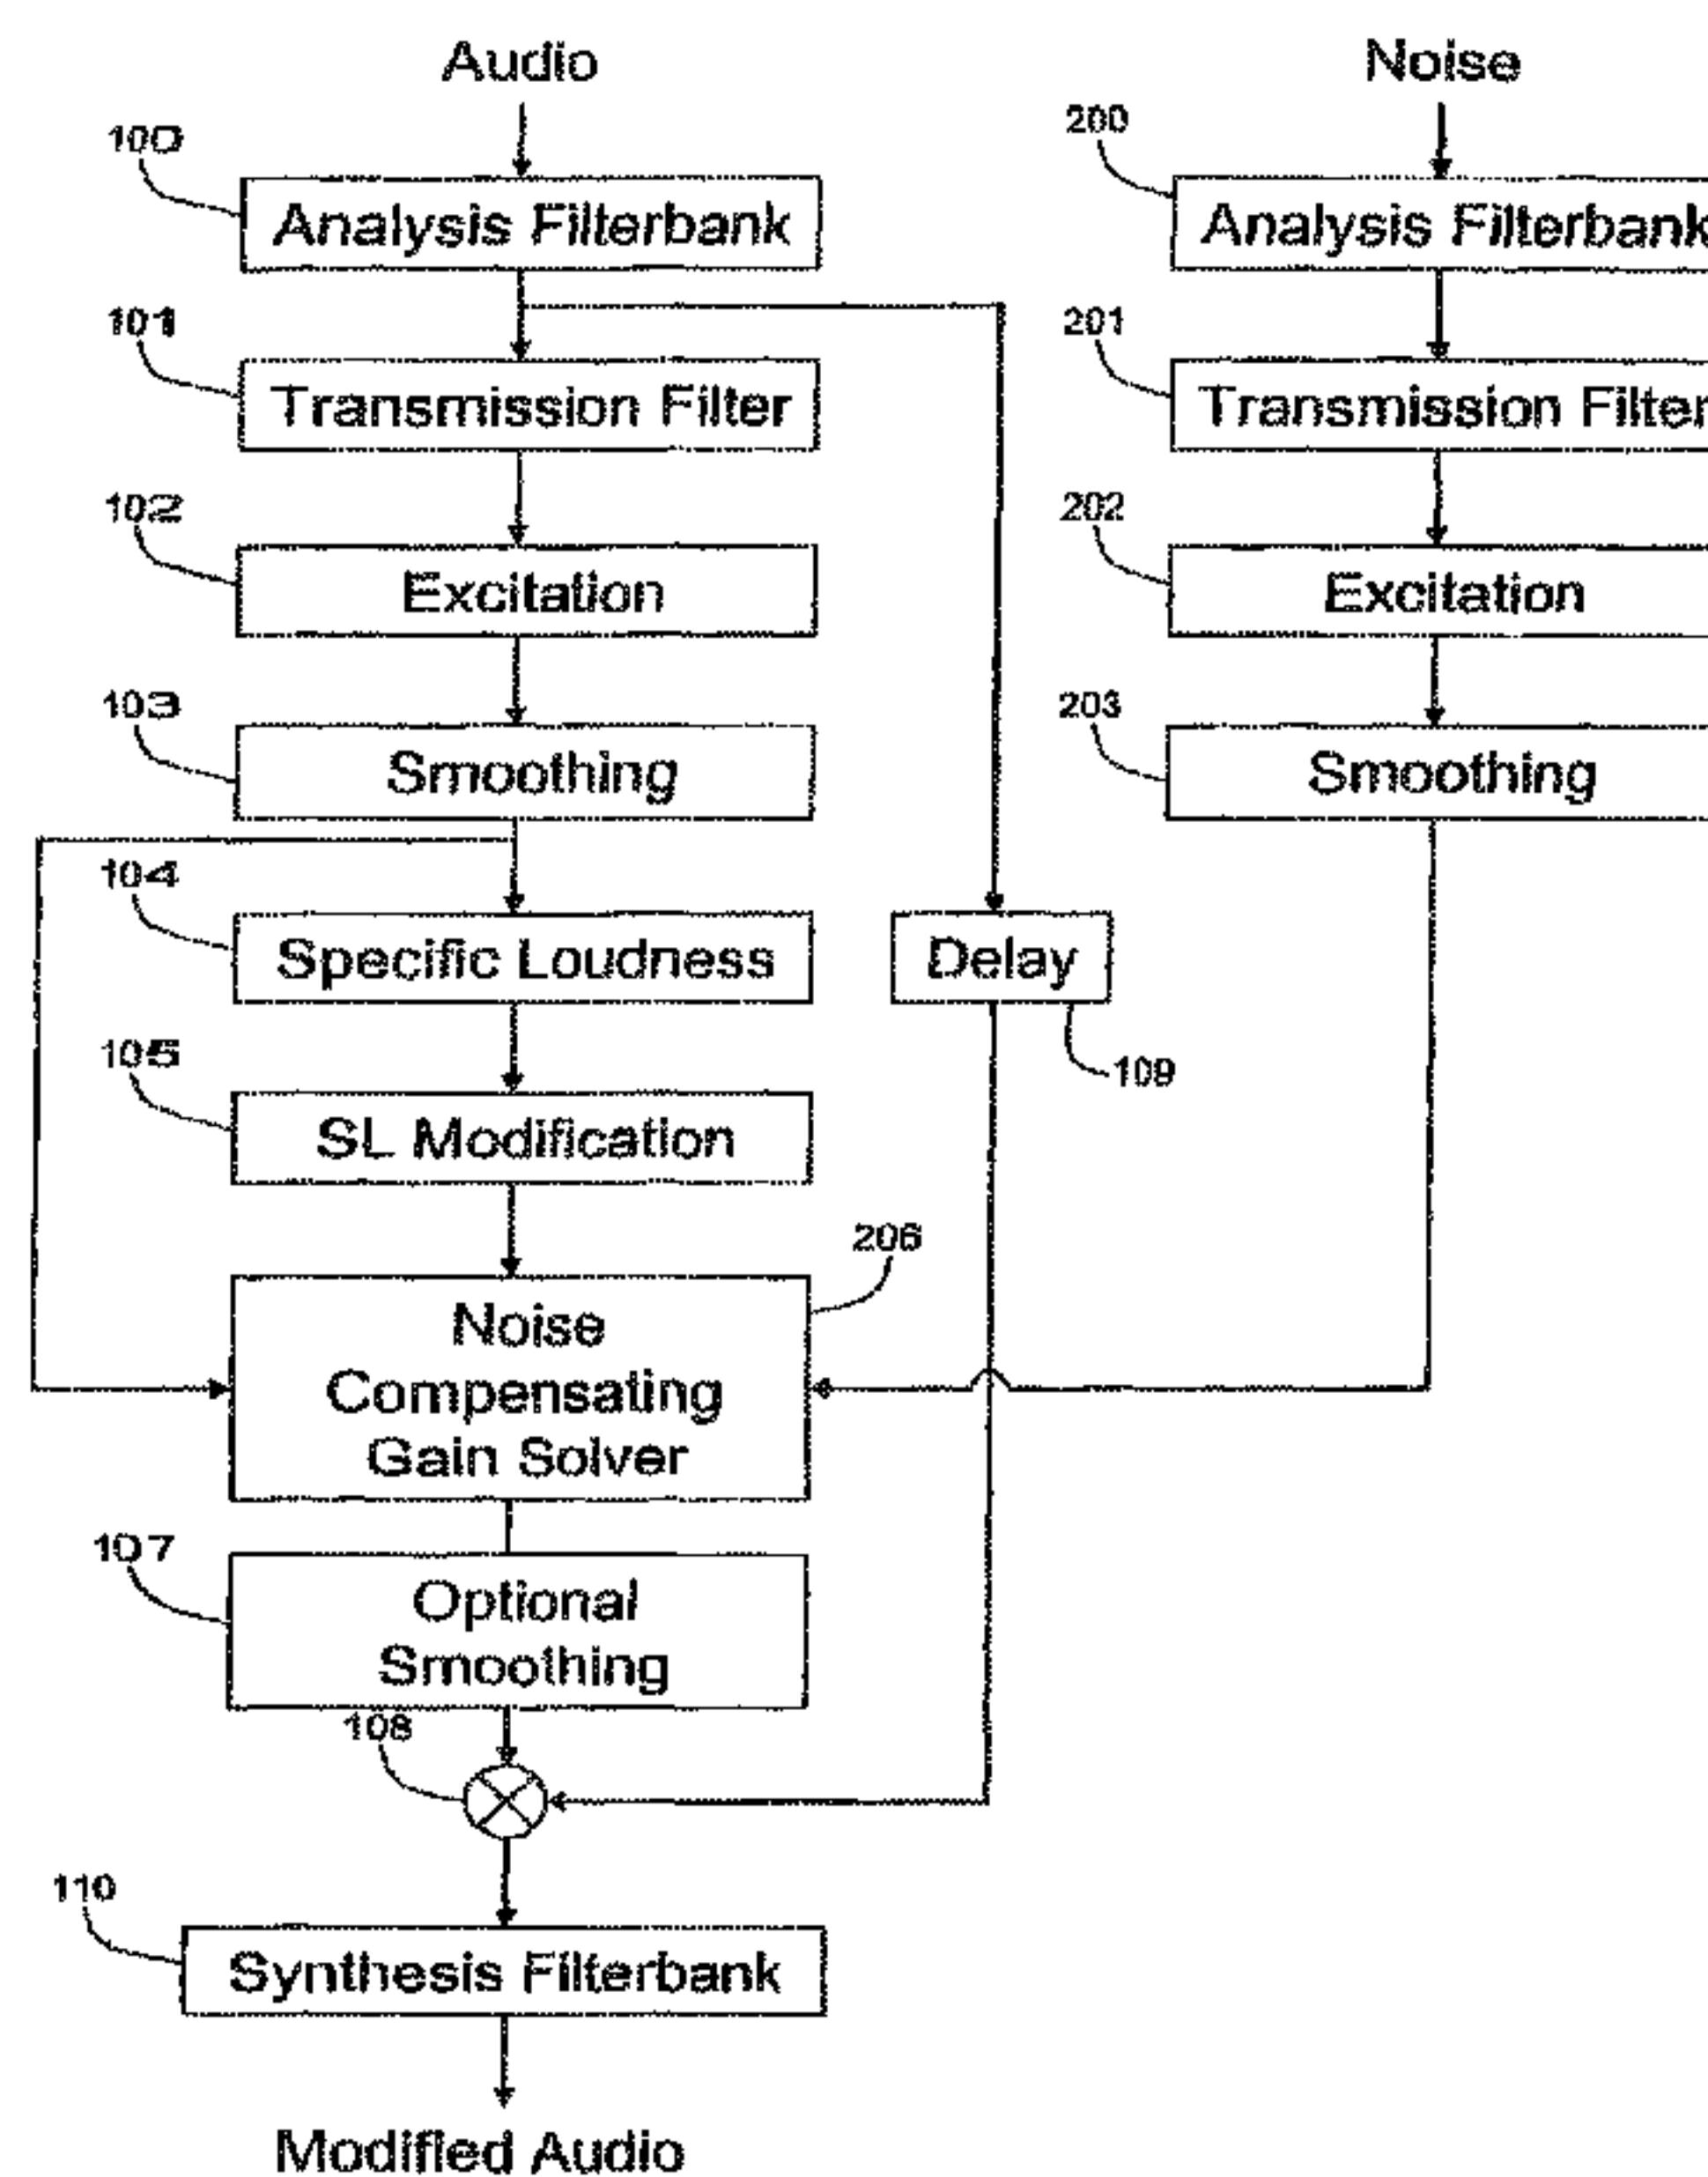 Audio
Noise
100
200
Analysis Filterbank
Analysis Filterbank
101
201
Transmission Filter
Transmission Filter
102
202
Excitation
Excitation
103
203
Smoothing
Smoothing
104
Specific Loudness
Delay
105
109
SL Modification
206
Noise
Compensating
Gain Solver
107
Optional
Smoothing
108
110
Synthesis Filterbank
Modified Audio